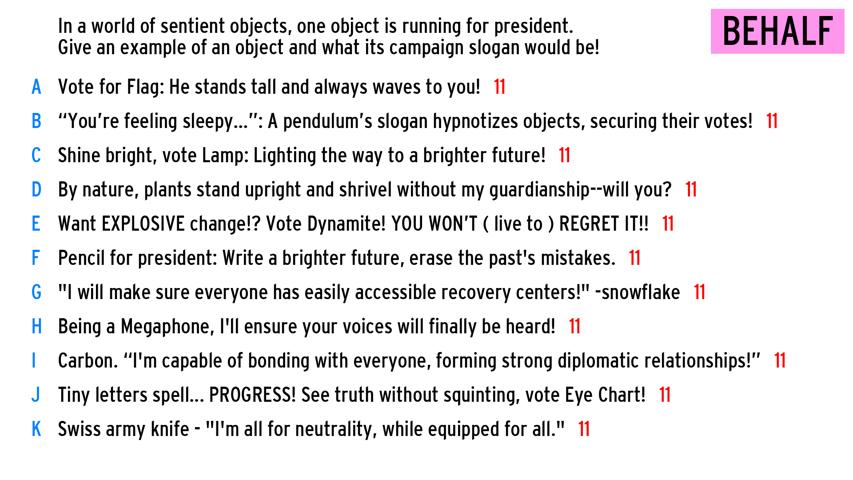 In a world of sentient objects, one object is running for president.
Give an example of an object and what its campaign slogan would be!
BEHALF
A Vote for Flag: He stands tall and always waves to you! 11
B “You’re feeling sleepy...”: A pendulum’s slogan hypnotizes objects, securing their votes! 11
C Shine bright, vote Lamp: Lighting the way to a brighter future! 11
D By nature, plants stand upright and shrivel without my guardianship--will you? 11
E Want EXPLOSIVE change!? Vote Dynamite! YOU WON’T ( live to ) REGRET IT!! 11
F Pencil for president: Write a brighter future, erase the past's mistakes. 11
G "I will make sure everyone has easily accessible recovery centers!" -snowflake 11
H Being a Megaphone, I'll ensure your voices will finally be heard! 11
I Carbon. “I'm capable of bonding with everyone, forming strong diplomatic relationships!” 11
J Tiny letters spell... PROGRESS! See truth without squinting, vote Eye Chart! 11
K Swiss army knife - "I'm all for neutrality, while equipped for all." 11